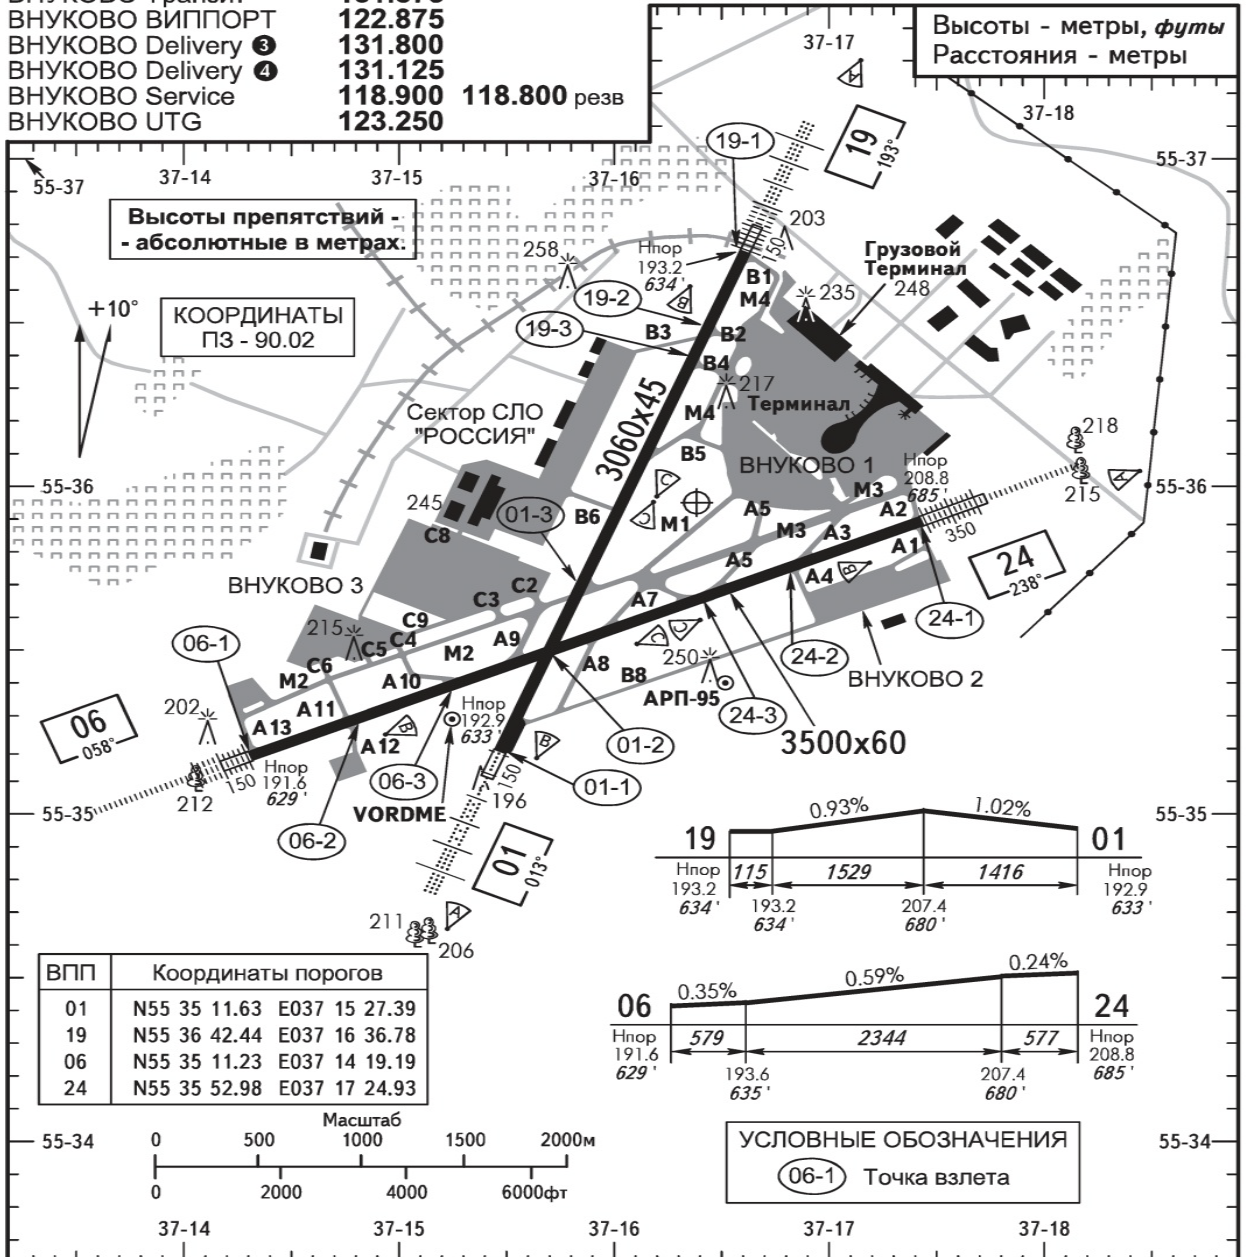 ВНУКОВО Транзит
ВНУКОВО ВИППОРТ 122.875
ВНУКОВО Delivery 3 131.800
ВНУКОВО Delivery 4 131.125
ВНУКОВО Service 118.900 118.800 резв
ВНУКОВО UTG 123.250
Высоты - метры, футы
Расстояния - метры
37-17
37-18
55-37
37-14
37-15
37-16
55-37
Высоты препятствий -
- абсолютные в метрах.
КООРДИНАТЫ
ПЗ - 90.02
+10°
19-1
19
193°
A
203
150
Нпор
193.2
634'
258
19-2
19-3
B
B1
M4
B3
B2
B4
235
Грузовой
Терминал
248
217
Терминал
M4
3060x45
Сектор СЛО
"РОССИЯ"
B5
ВНУКОВО 1
Нпор
208.8
685'
218
215
A
55-36
55-36
245
01-3
C8
B6
C
C
M1
A5
M3
M3
A2
A3
A1
350
24
238°
ВНУКОВО 3
C2
C3
A5
A4
B
24-1
A7
C9
C4
C5
215
A9
C
C
24-2
06-1
C6
M2
M2
A10
A8
B8
250
АРП-95
ВНУКОВО 2
24-3
06
058°
202
A13
A11
A12
B
Нпор
192.9
633'
B
01-2
3500x60
212
150
Нпор
191.6
629'
06-3
VORDME
150
196
01-1
06-2
55-35
55-35
01
013°
211
206
A
19
0.93%
1.02%
01
Нпор
193.2
634'
115
1529
1416
Нпор
192.9
633'
193.2
634'
207.4
680'
06
0.35%
0.59%
0.24%
24
Нпор
191.6
629'
579
2344
577
Нпор
208.8
685'
193.6
635'
207.4
680'
ВПП Координаты порогов
01 N55 35 11.63 E037 15 27.39
19 N55 36 42.44 E037 16 36.78
06 N55 35 11.23 E037 14 19.19
24 N55 35 52.98 E037 17 24.93
Масштаб
0 500 1000 1500 2000м
0 2000 4000 6000фт
55-34
55-34
УСЛОВНЫЕ ОБОЗНАЧЕНИЯ
06-1 Точка взлета
37-14
37-15
37-16
37-17
37-18